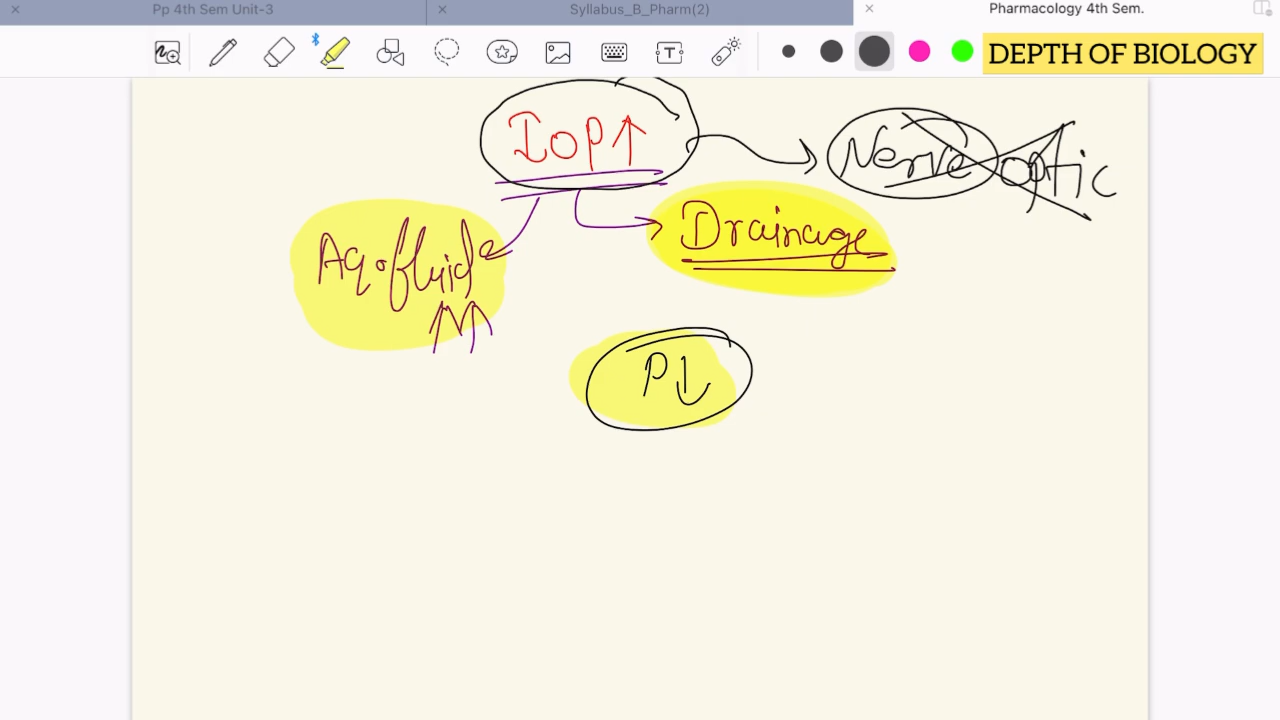 Pp 4th Sem Unit-3
Syllabus_B_Pharm(2)
Pharmacology 4th Sem.
DEPTH OF BIOLOGY
IOP↑
Nerve optic
Drainage
Aq. fluid
↑↑
P↓